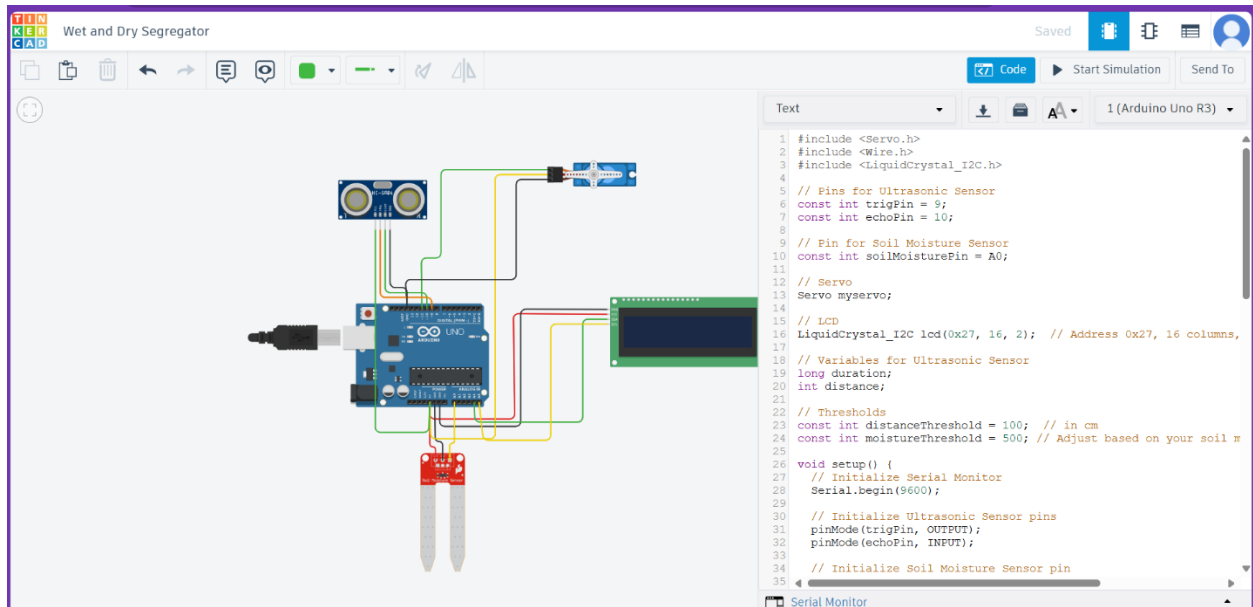 TIN
KER
CAD
Wet and Dry Segregator
Saved
Code
Start Simulation
Send To
Text
1 (Arduino Uno R3)
1 #include <Servo.h>
2 #include <Wire.h>
3 #include <LiquidCrystal_I2C.h>
4
5 // Pins for Ultrasonic Sensor
6 const int trigPin = 9;
7 const int echoPin = 10;
8
9 // Pin for Soil Moisture Sensor
10 const int soilMoisturePin = A0;
11
12 // Servo
13 Servo myservo;
14
15 // LCD
16 LiquidCrystal_I2C lcd(0x27, 16, 2);  // Address 0x27, 16 columns,
17
18 // Variables for Ultrasonic Sensor
19 long duration;
20 int distance;
21
22 // Thresholds
23 const int distanceThreshold = 100;  // in cm
24 const int moistureThreshold = 500; // Adjust based on your soil m
25
26 void setup() {
27   // Initialize Serial Monitor
28   Serial.begin(9600);
29
30   // Initialize Ultrasonic Sensor pins
31   pinMode(trigPin, OUTPUT);
32   pinMode(echoPin, INPUT);
33
34   // Initialize Soil Moisture Sensor pin
35
Serial Monitor
HC-SR04
UNO
ARDUINO
POWER